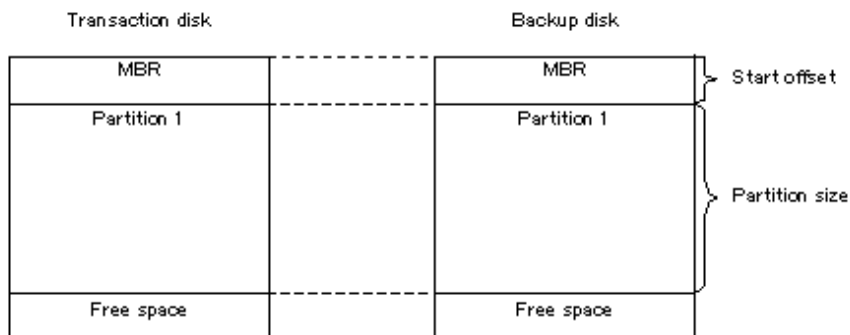 Transaction disk
Backup disk
MBR
MBR
Start offset
Partition 1
Partition 1
Partition size
Free space
Free space